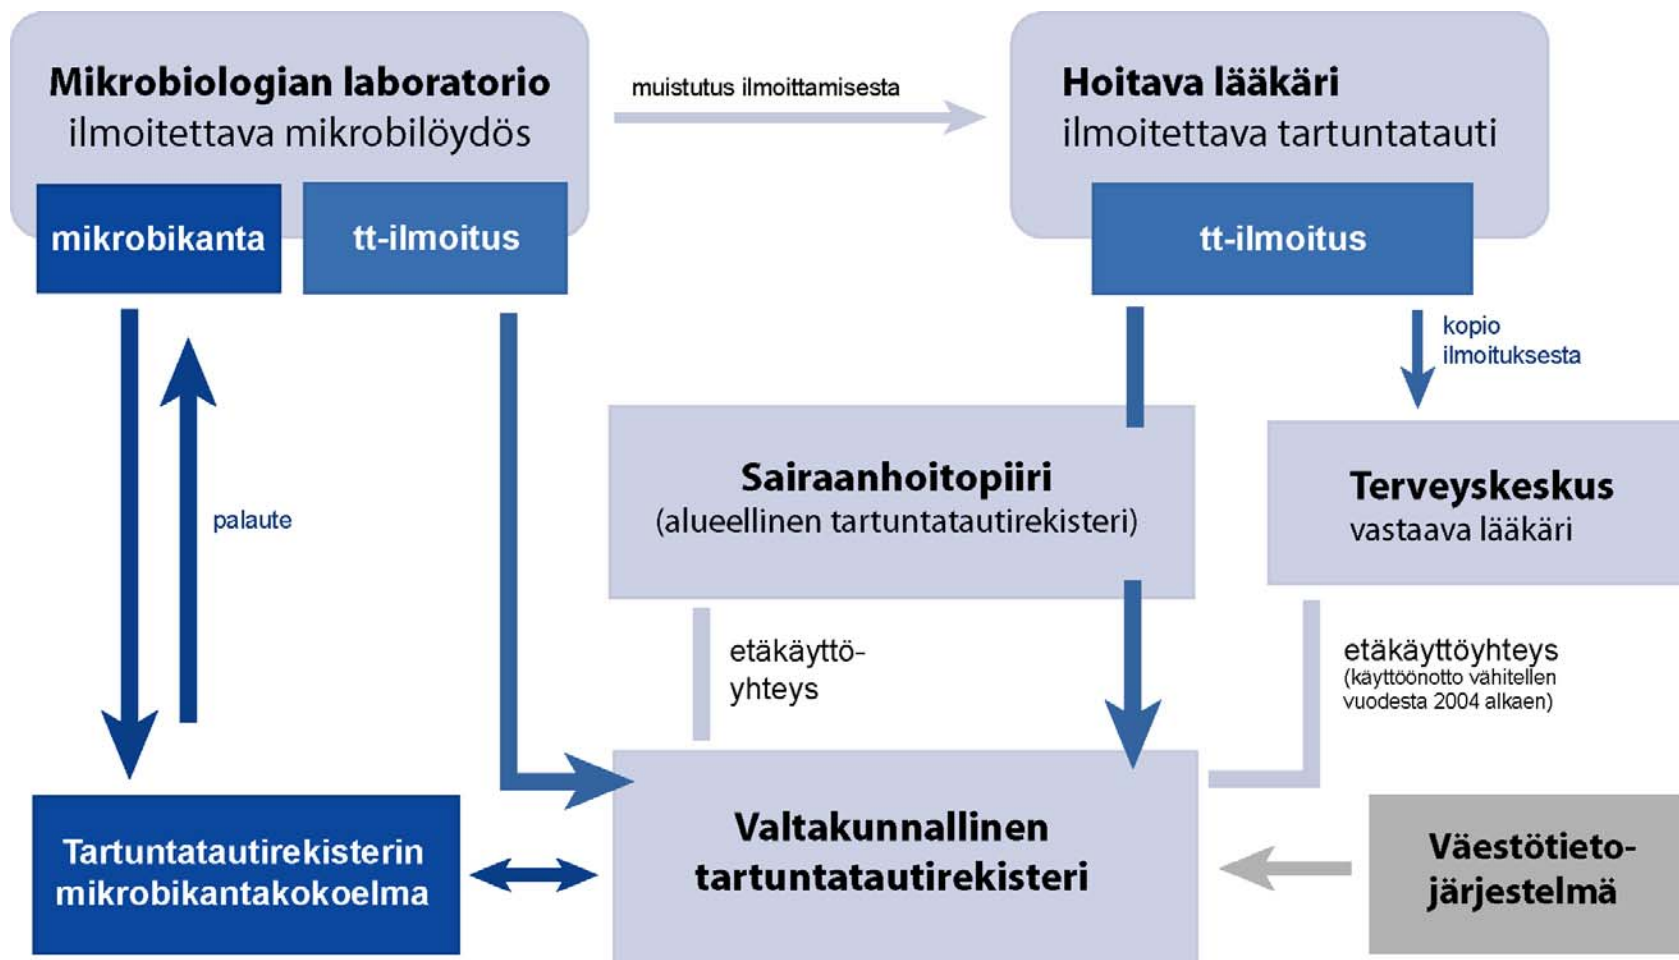 Mikrobiologian laboratorio
ilmoitettava mikrobilöydös
mikrobikanta
tt-ilmoitus
muistutus ilmoittamisesta
Hoitava lääkäri
ilmoitettava tartuntatauti
tt-ilmoitus
kopio
ilmoituksesta
palaute
Sairaanhoitopiiri
(alueellinen tartuntatautirekisteri)
Terveyskeskus
vastaava lääkäri
etäkäyttö-
yhteys
etäkäyttöyhteys
(käyttöönotto vähitellen
vuodesta 2004 alkaen)
Tartuntatautirekisterin
mikrobikantakokoelma
Valtakunnallinen
tartuntatautirekisteri
Väestötieto-
järjestelmä